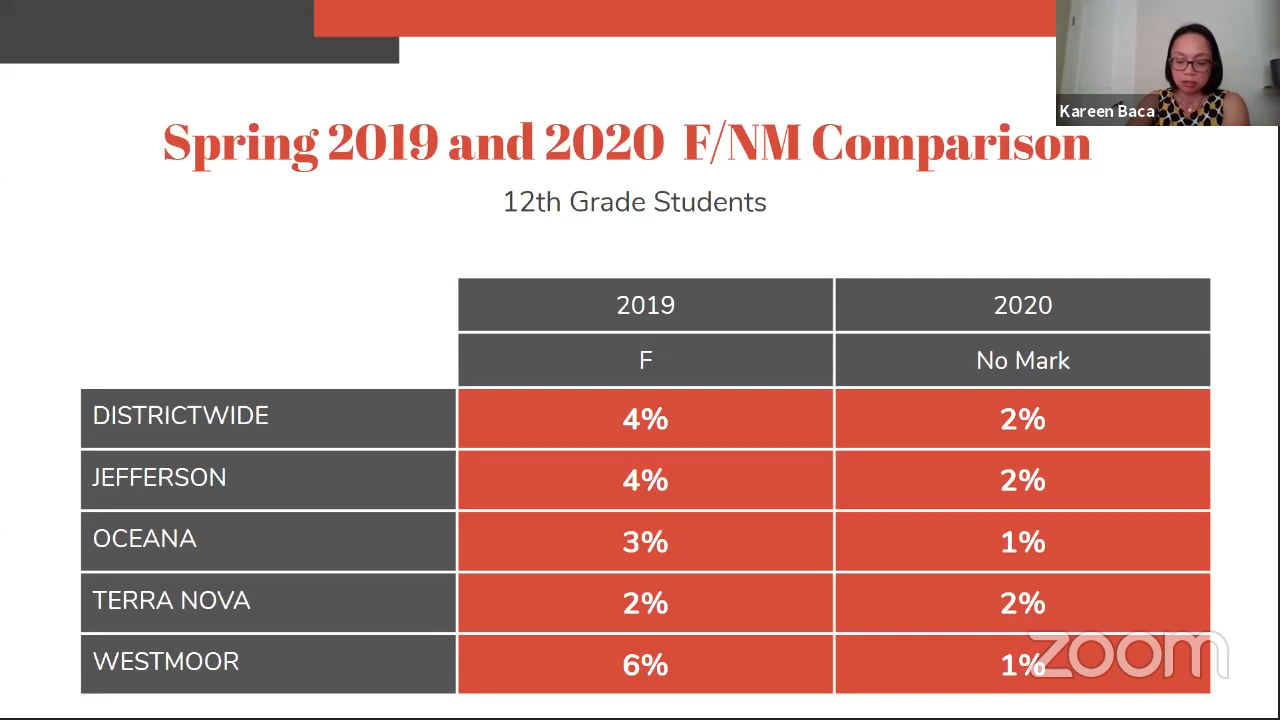 Kareen Baca
Spring 2019 and 2020 F/NM Comparison
12th Grade Students
2019 2020
F No Mark
DISTRICTWIDE 4% 2%
JEFFERSON 4% 2%
OCEANA 3% 1%
TERRA NOVA 2% 2%
WESTMOOR 6% 1%
zoom